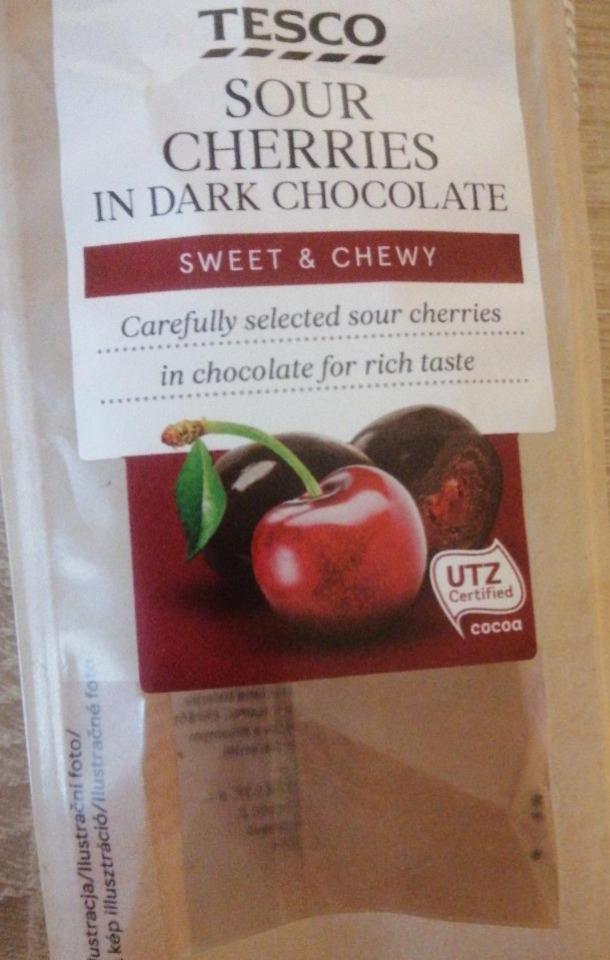 TESCO
SOUR
CHERRIES
IN DARK CHOCOLATE
SWEET & CHEWY
Carefully selected sour cherries
in chocolate for rich taste
UTZ
Certified
cocoa
lustracja/Ilustrační foto/
kép illusztráció/Ilustračné foto